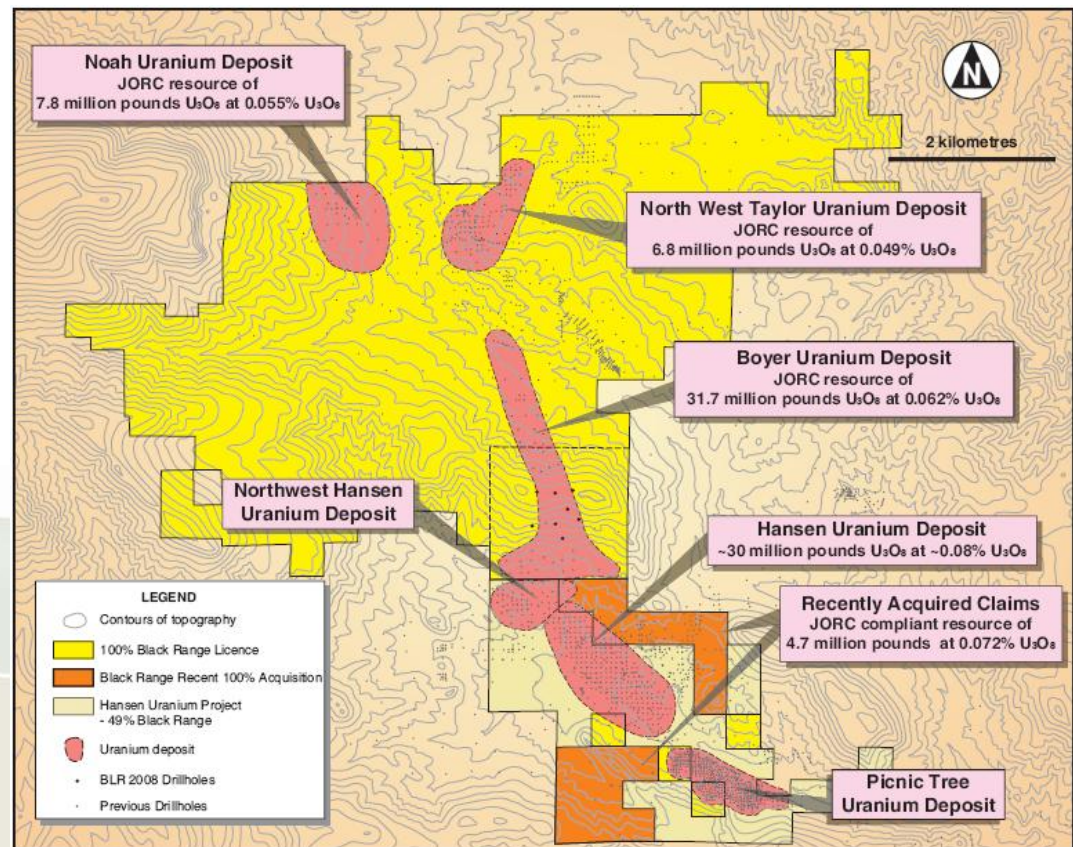 Noah Uranium Deposit
JORC resource of
7.8 million pounds U₃O₈ at 0.055% U₃O₈
N
2 kilometres
North West Taylor Uranium Deposit
JORC resource of
6.8 million pounds U₃O₈ at 0.049% U₃O₈
Boyer Uranium Deposit
JORC resource of
31.7 million pounds U₃O₈ at 0.062% U₃O₈
Northwest Hansen
Uranium Deposit
Hansen Uranium Deposit
~30 million pounds U₃O₈ at ~0.08% U₃O₈
Recently Acquired Claims
JORC compliant resource of
4.7 million pounds at 0.072% U₃O₈
Picnic Tree
Uranium Deposit
LEGEND
Contours of topography
100% Black Range Licence
Black Range Recent 100% Acquisition
Hansen Uranium Project
- 49% Black Range
Uranium deposit
BLR 2008 Drillholes
Previous Drillholes